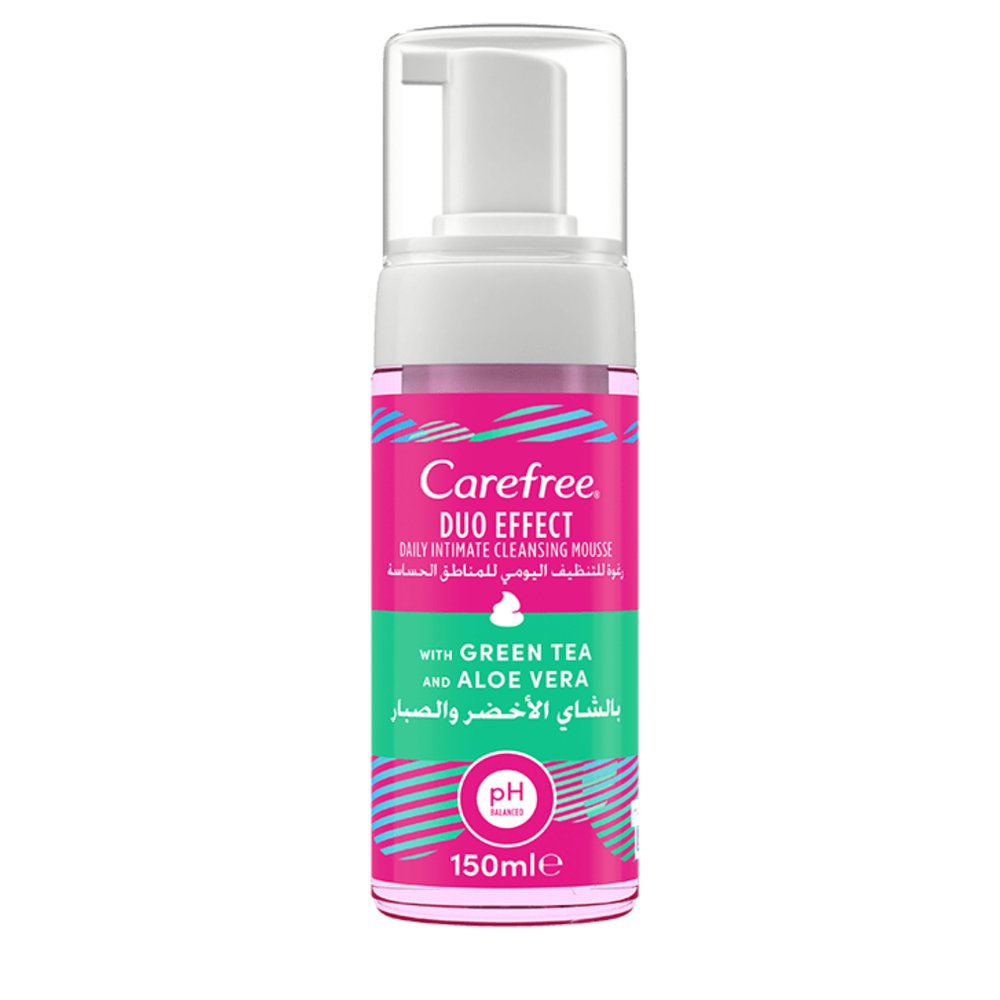 Carefree®
DUO EFFECT
DAILY INTIMATE CLEANSING MOUSSE
رغوة للتنظيف اليومي للمناطق الحساسة
WITH GREEN TEA
AND ALOE VERA
بالشاي الأخضر والصبار
pH
BALANCED
150ml℮